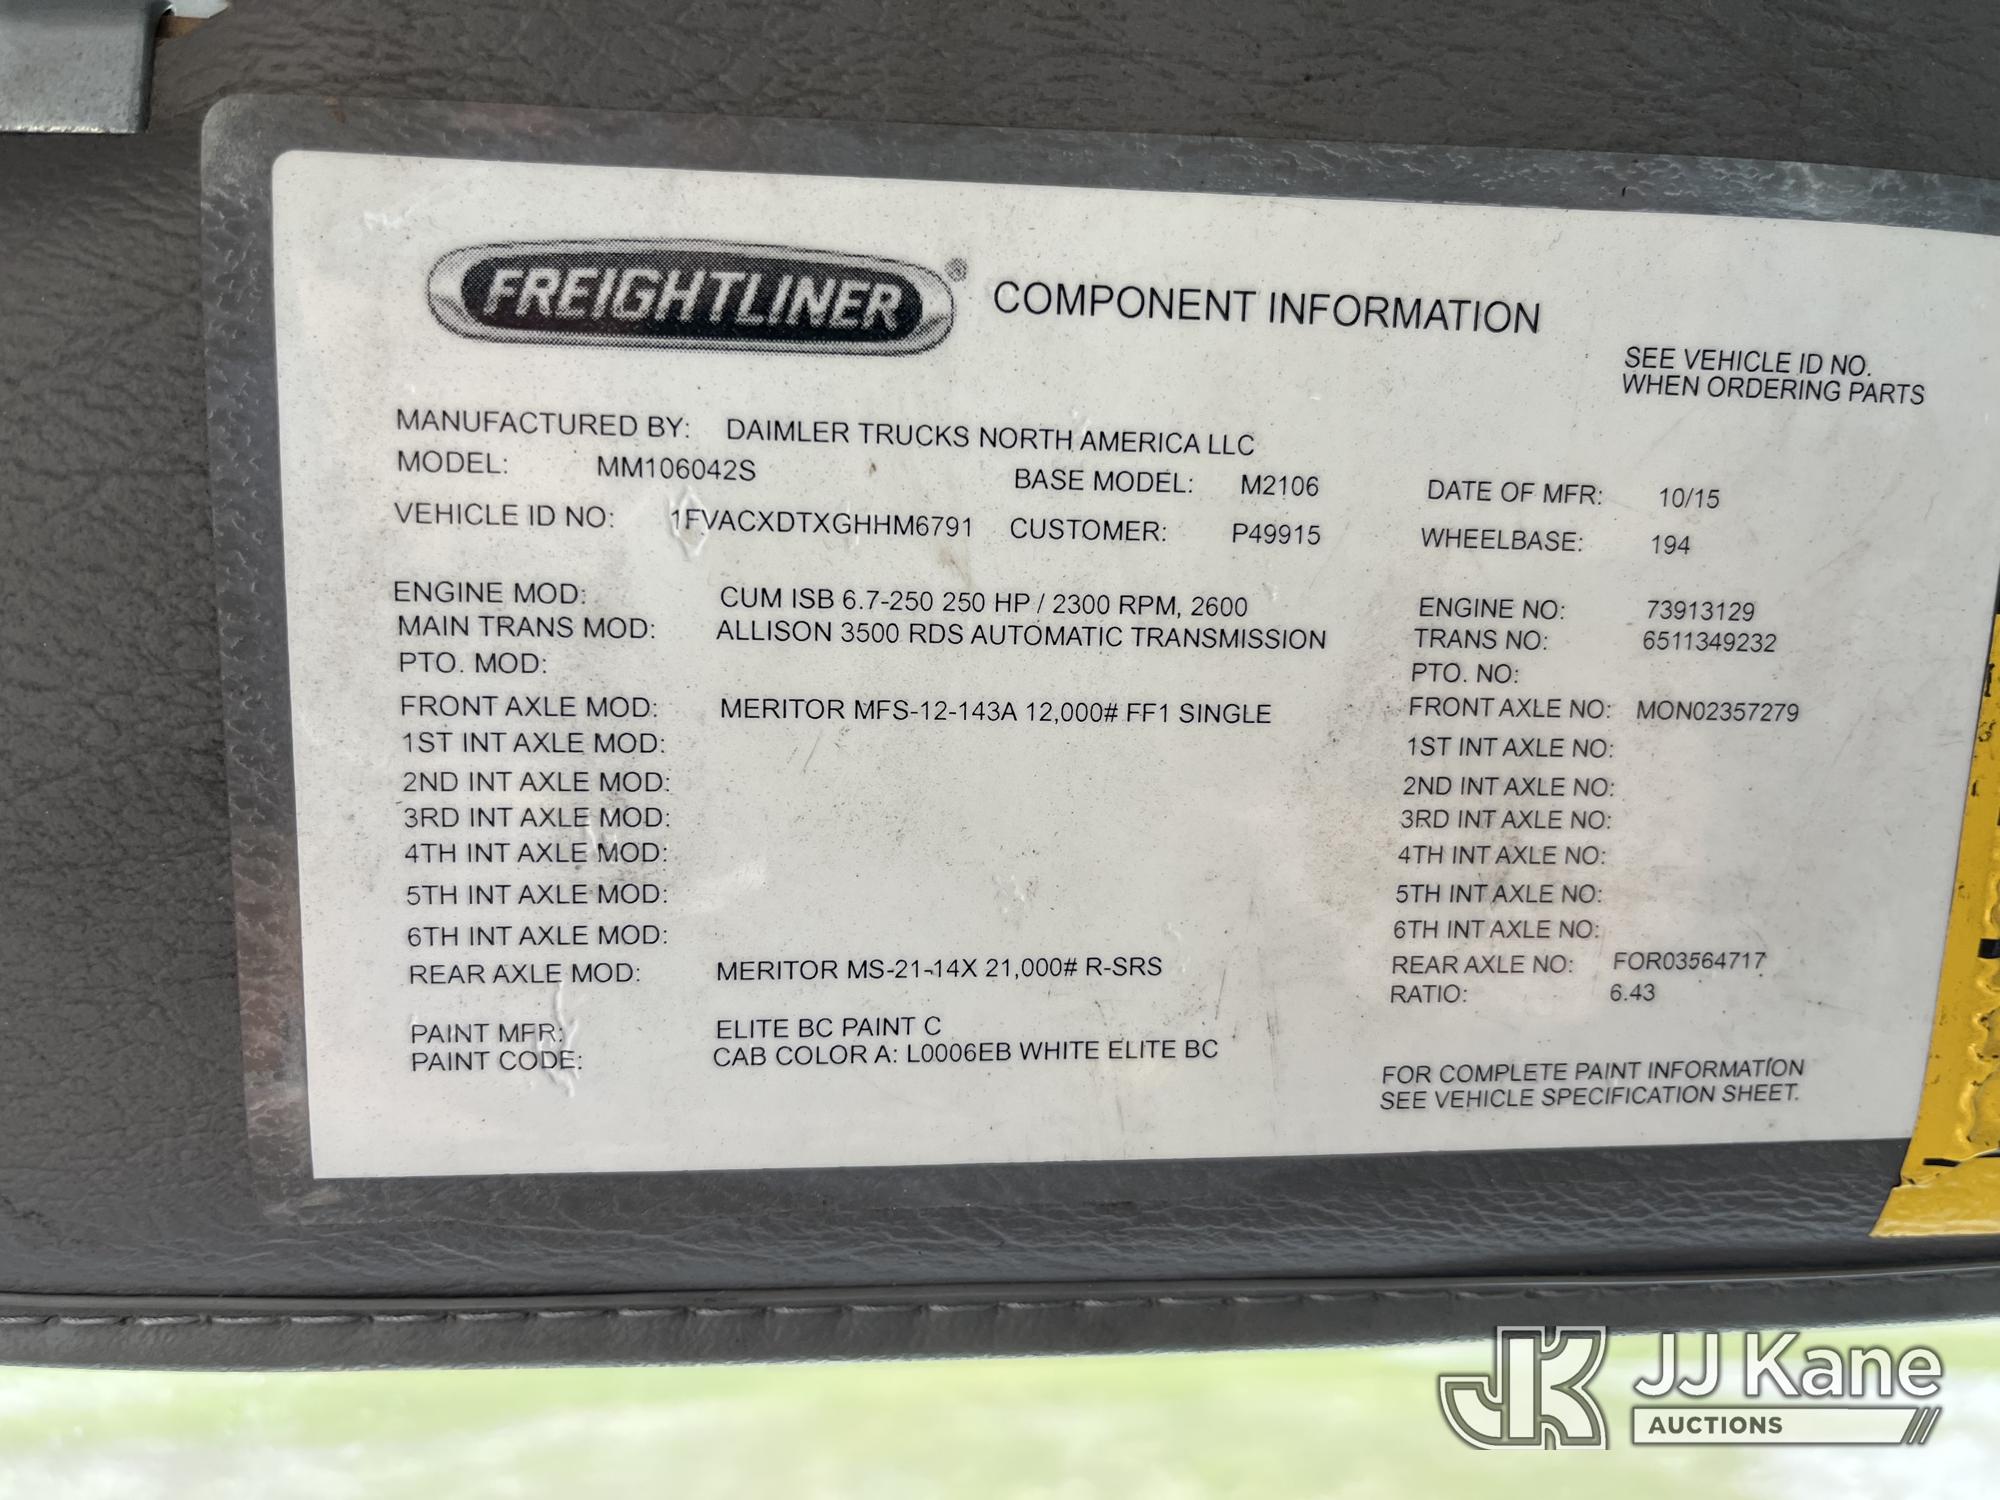 FREIGHTLINER® COMPONENT INFORMATION
SEE VEHICLE ID NO.
WHEN ORDERING PARTS
MANUFACTURED BY: DAIMLER TRUCKS NORTH AMERICA LLC
MODEL: MM106042S BASE MODEL: M2106 DATE OF MFR: 10/15
VEHICLE ID NO: 1FVACXDTXGHHM6791 CUSTOMER: P49915 WHEELBASE: 194
ENGINE MOD: CUM ISB 6.7-250 250 HP / 2300 RPM, 2600 ENGINE NO: 73913129
MAIN TRANS MOD: ALLISON 3500 RDS AUTOMATIC TRANSMISSION TRANS NO: 6511349232
PTO. MOD: PTO. NO:
FRONT AXLE MOD: MERITOR MFS-12-143A 12,000# FF1 SINGLE FRONT AXLE NO: MON02357279
1ST INT AXLE MOD: 1ST INT AXLE NO:
2ND INT AXLE MOD: 2ND INT AXLE NO:
3RD INT AXLE MOD: 3RD INT AXLE NO:
4TH INT AXLE MOD: 4TH INT AXLE NO:
5TH INT AXLE MOD: 5TH INT AXLE NO:
6TH INT AXLE MOD: 6TH INT AXLE NO:
REAR AXLE MOD: MERITOR MS-21-14X 21,000# R-SRS REAR AXLE NO: FOR03564717
RATIO: 6.43
PAINT MFR: ELITE BC PAINT C
PAINT CODE: CAB COLOR A: L0006EB WHITE ELITE BC
FOR COMPLETE PAINT INFORMATION
SEE VEHICLE SPECIFICATION SHEET.
JK JJ Kane
AUCTIONS